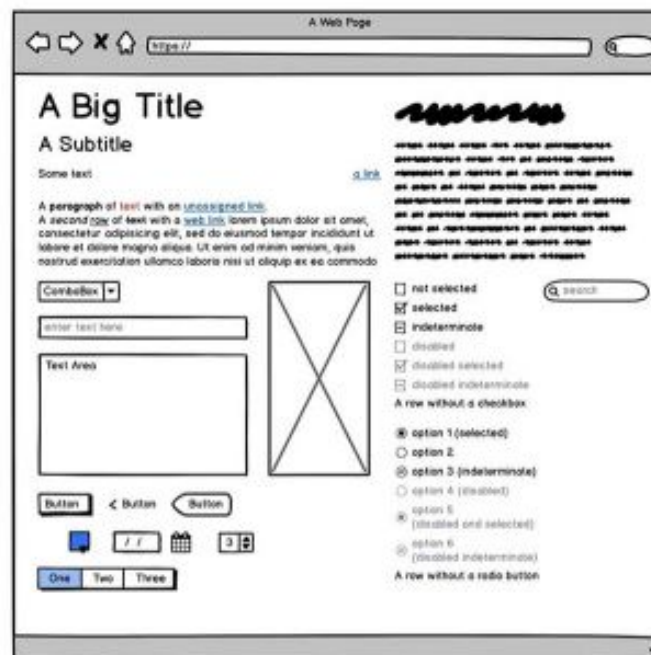 A Web Page
https://
A Big Title
A Subtitle
Some text
a link
A paragraph of text with an unassigned link.
A second row of text with a web link lorem ipsum dolor sit amet,
consectetur adipisicing elit, sed do eiusmod tempor incididunt ut
labore et dolore magna aliqua. Ut enim ad minim veniam, quis
nostrud exercitation ullamco laboris nisi ut aliquip ex ea commodo
ComboBox
enter text here
Text Area
Button
< Button
Button
/ /
3
One
Two
Three
not selected
selected
indeterminate
disabled
disabled selected
disabled indeterminate
A row without a checkbox
search
option 1 (selected)
option 2
option 3 (indeterminate)
option 4 (disabled)
option 5
(disabled and selected)
option 6
(disabled indeterminate)
A row without a radio button